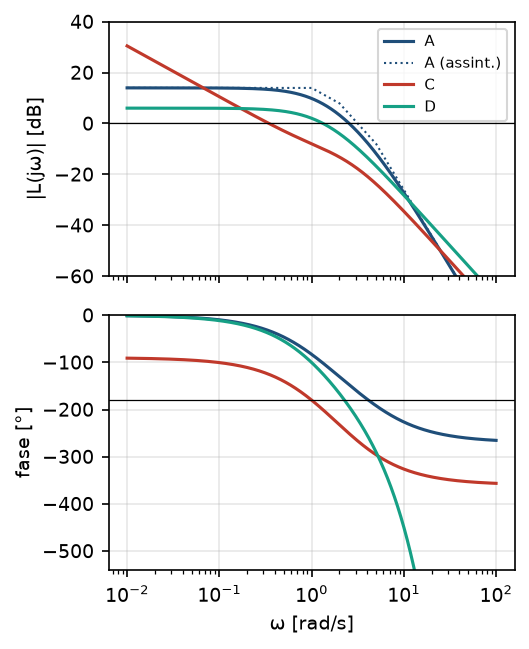 40
20
0
−20
−40
−60
|L(jω)| [dB]
A
A (assint.)
C
D
0
−100
−200
−300
−400
−500
fase [°]
10⁻² 10⁻¹ 10⁰ 10¹ 10²
ω [rad/s]